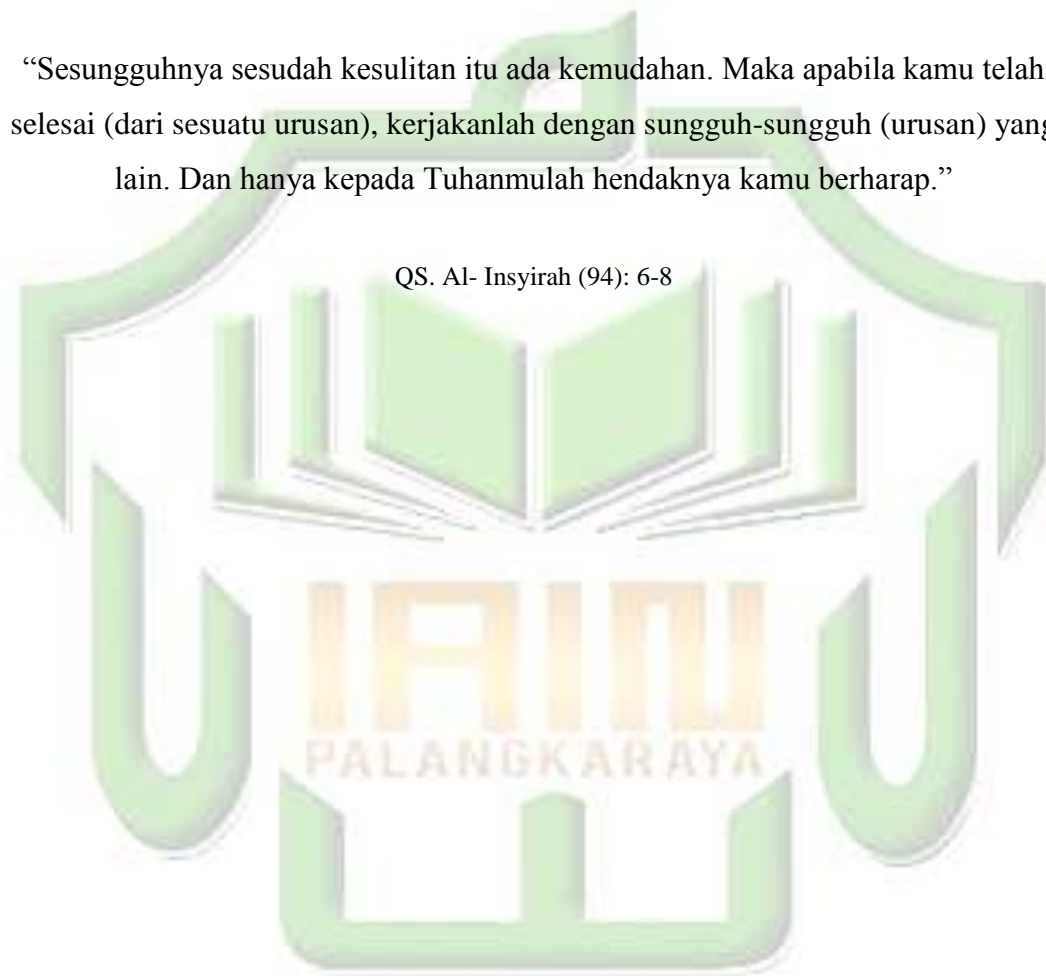 “Sesungguhnya sesudah kesulitan itu ada kemudahan. Maka apabila kamu telah
selesai (dari sesuatu urusan), kerjakanlah dengan sungguh-sungguh (urusan) yang
lain. Dan hanya kepada Tuhanmulah hendaknya kamu berharap.”
QS. Al- Insyirah (94): 6-8
IAIN
PALANGKARAYA